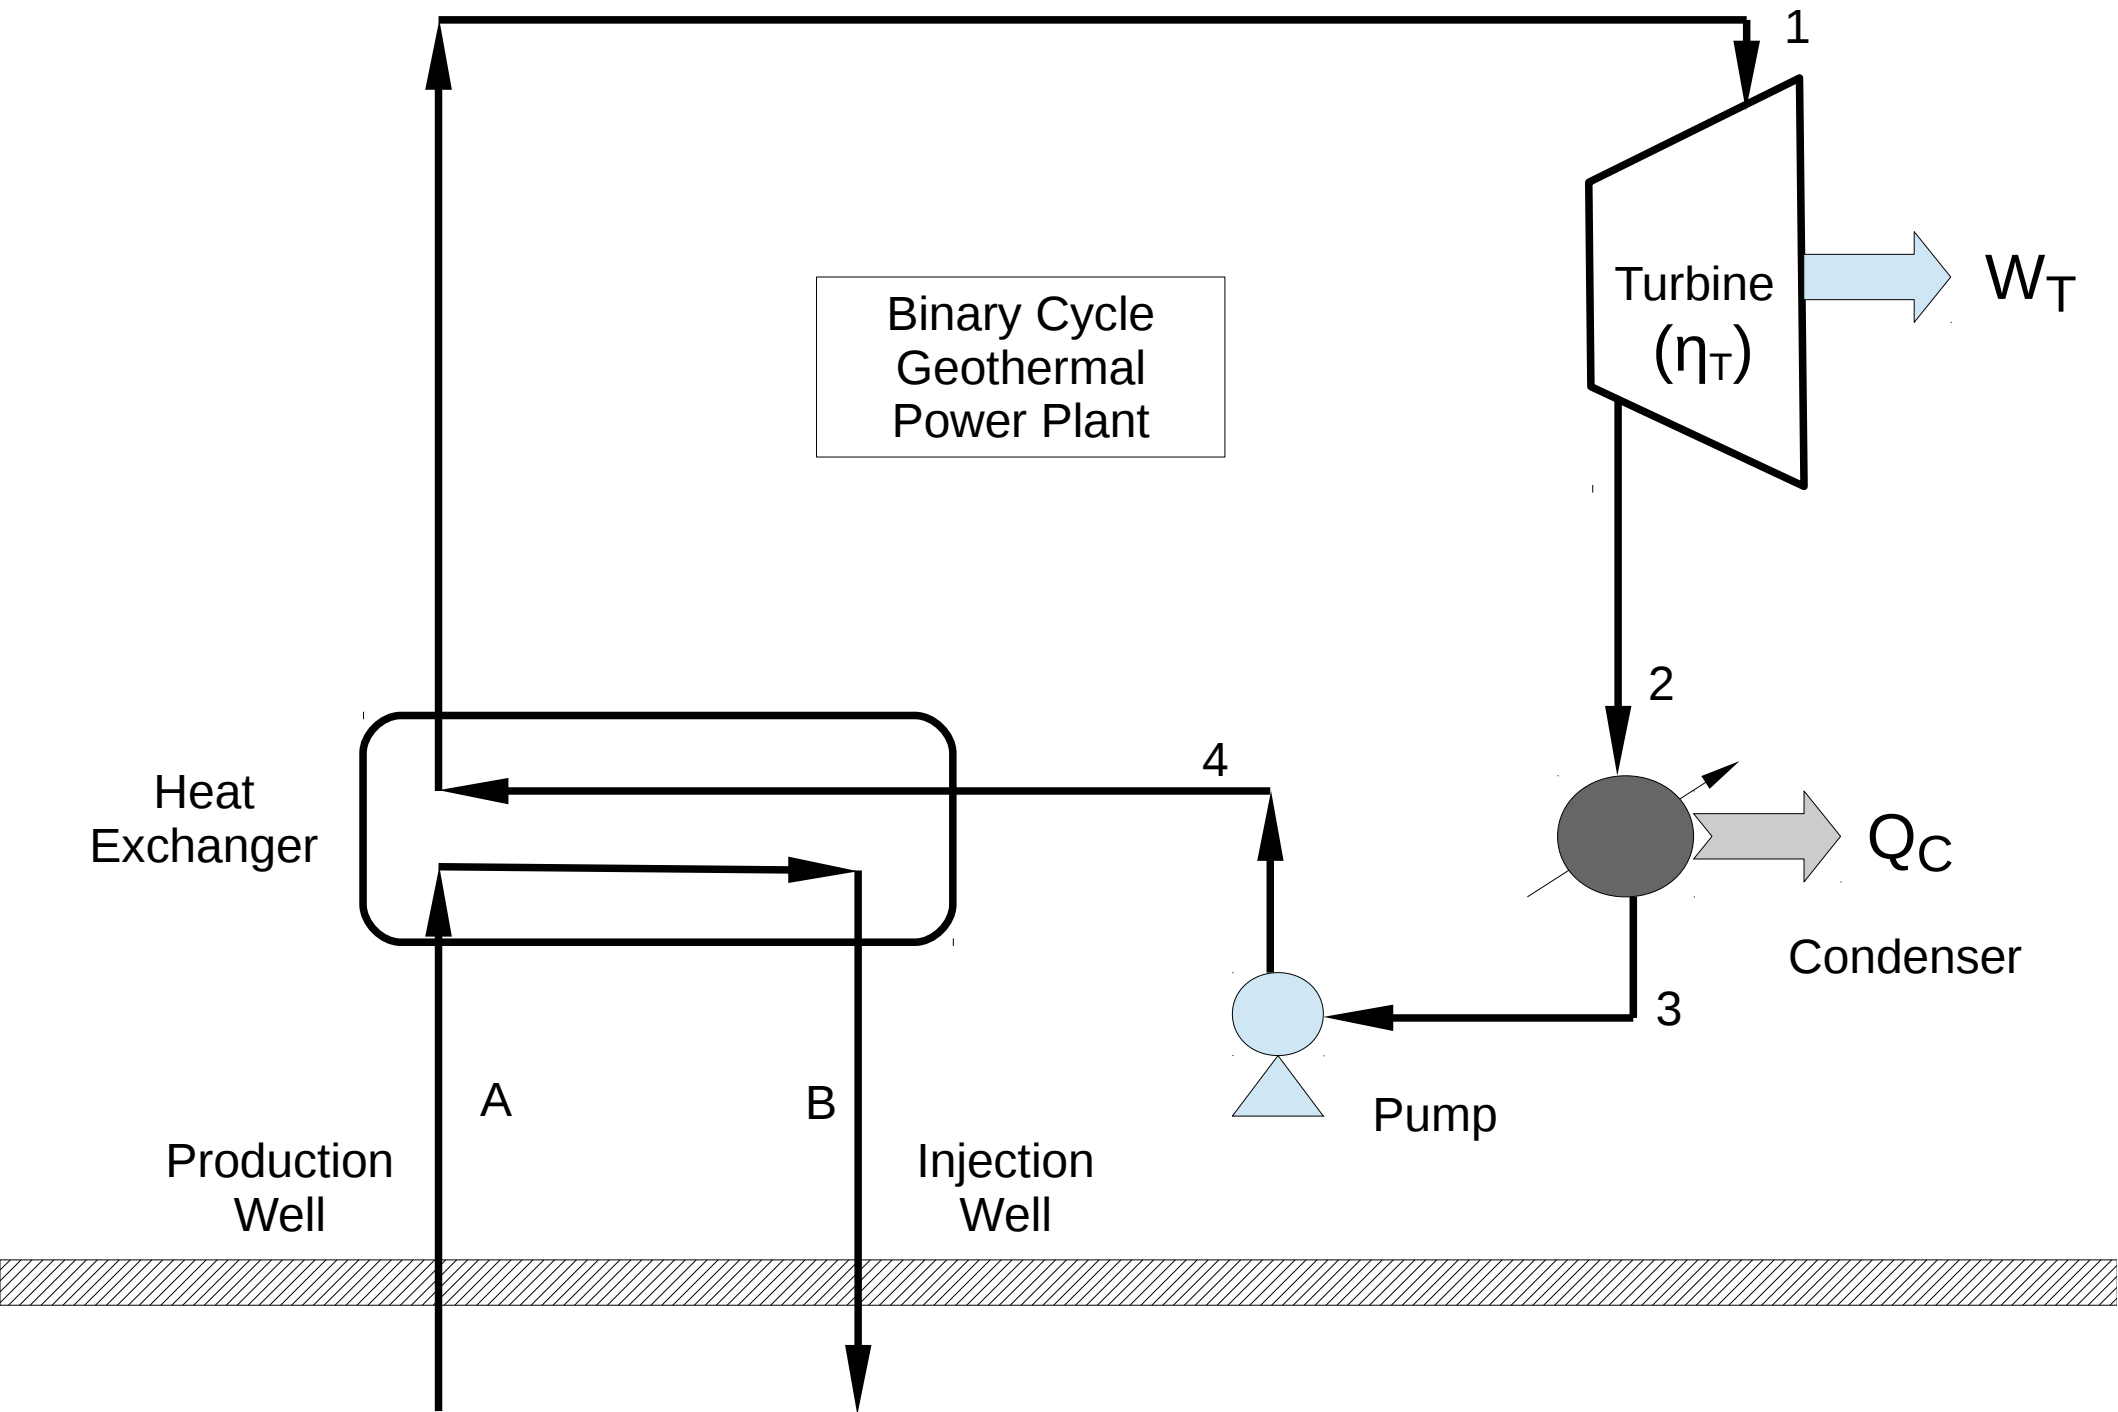 1
Binary Cycle
Geothermal
Power Plant
Turbine
(ηT)
WT
2
4
Heat
Exchanger
QC
Condenser
3
A
B
Pump
Production
Well
Injection
Well